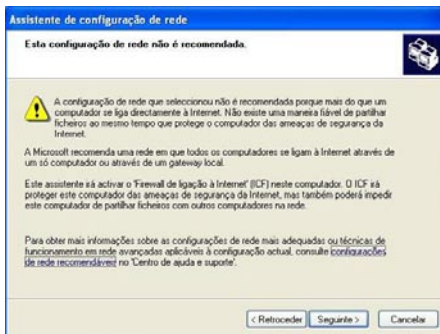 Assistente de configuração de rede
Esta configuração de rede não é recomendada.
A configuração de rede que seleccionou não é recomendada porque mais do que um
computador se liga directamente à Internet. Não existe uma maneira fiável de partilhar
ficheiros ao mesmo tempo que protege o computador das ameaças de segurança da
Internet.
A Microsoft recomenda uma rede em que todos os computadores se ligam à Internet através de
um só computador ou através de um gateway local.
Este assistente irá activar o 'Firewall de ligação à Internet' (ICF) neste computador. O ICF irá
proteger este computador das ameaças de segurança da Internet, mas também poderá impedir
este computador de partilhar ficheiros com outros computadores na rede.
Para obter mais informações sobre as configurações de rede mais adequadas ou técnicas de
funcionamento em rede avançadas aplicáveis à configuração actual, consulte configurações
de rede recomendáveis no 'Centro de ajuda e suporte'.
< Retroceder
Seguinte >
Cancelar